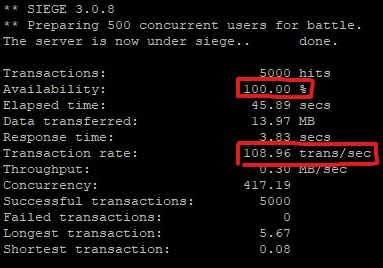 ** SIEGE 3.0.8
** Preparing 500 concurrent users for battle.
The server is now under siege..      done.
Transactions:                   5000 hits
Availability:                 100.00 %
Elapsed time:                  45.89 secs
Data transferred:              13.97 MB
Response time:                  3.83 secs
Transaction rate:             108.96 trans/sec
Throughput:                     0.30 MB/sec
Concurrency:                  417.19
Successful transactions:        5000
Failed transactions:               0
Longest transaction:            5.67
Shortest transaction:           0.08